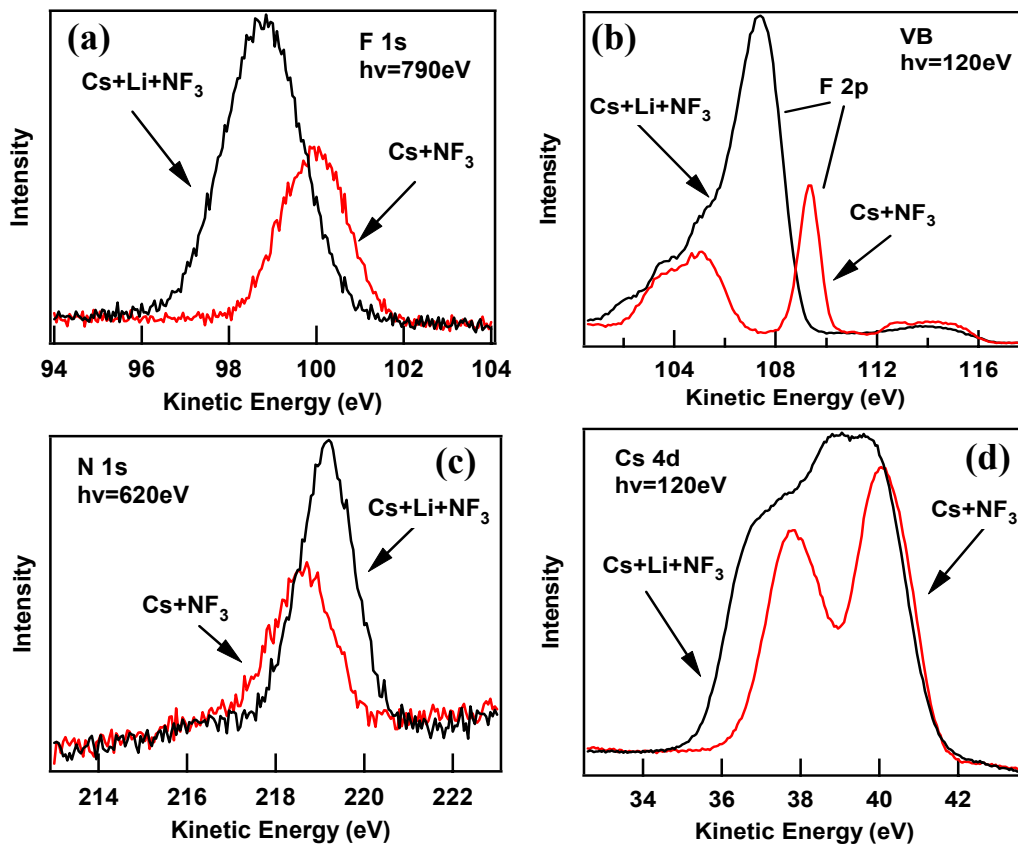 (a)
F 1s
hν=790eV
Cs+Li+NF₃
Cs+NF₃
Intensity
94 96 98 100 102 104
Kinetic Energy (eV)
(b)
VB
hν=120eV
F 2p
Cs+Li+NF₃
Cs+NF₃
Intensity
104 108 112 116
Kinetic Energy (eV)
N 1s
hν=620eV
(c)
Cs+Li+NF₃
Cs+NF₃
Intensity
214 216 218 220 222
Kinetic Energy (eV)
Cs 4d
hν=120eV
(d)
Cs+NF₃
Cs+Li+NF₃
Intensity
34 36 38 40 42
Kinetic Energy (eV)